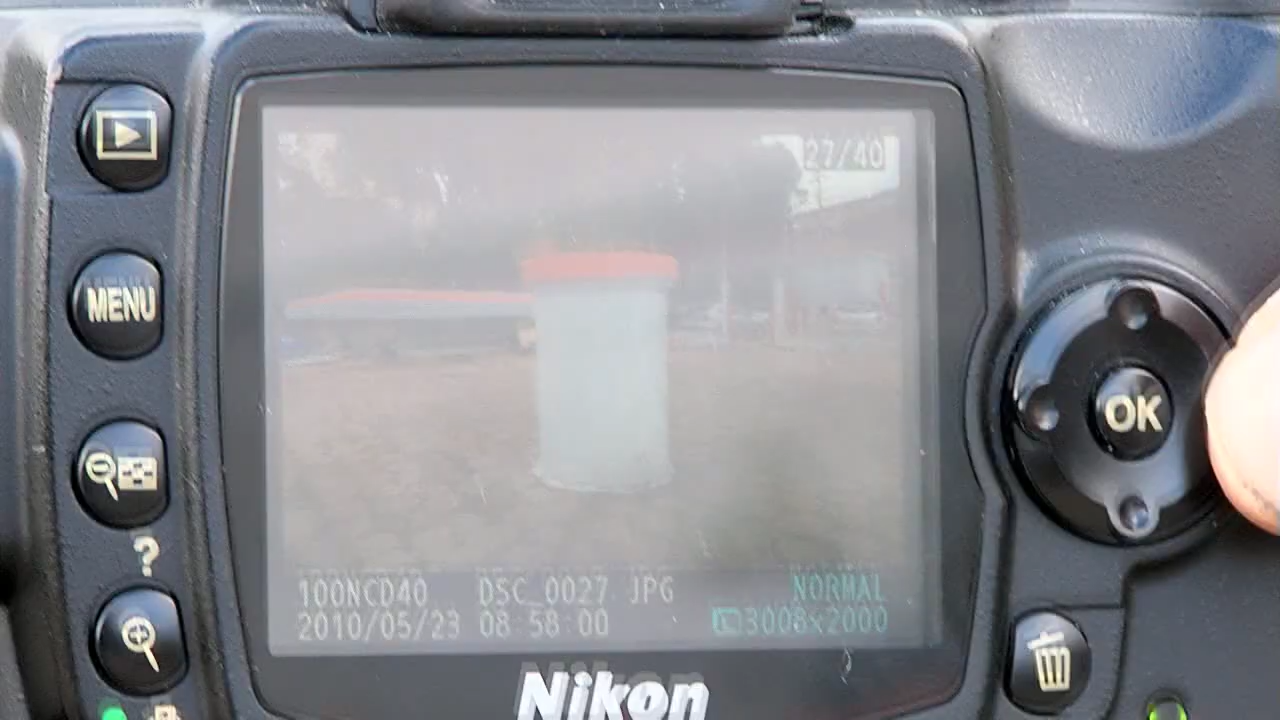 27/40
MENU
OK
?
100NCD40 DSC_0027 JPG NORMAL
2010/05/23 08:58:00 3008x2000
Nikon